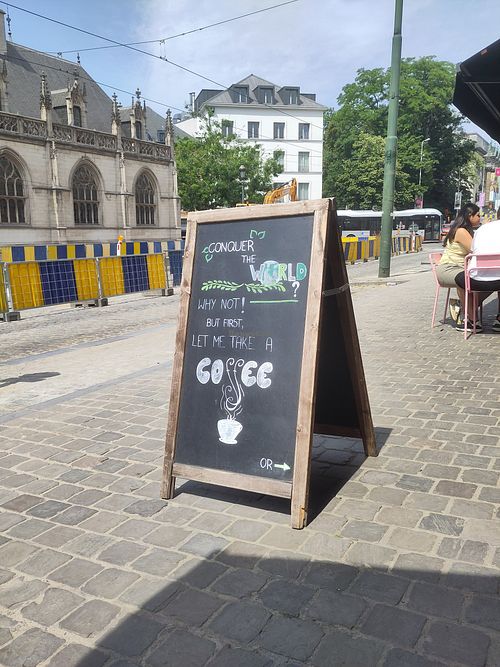 CONQUER
THE
WORLD
?
WHY NOT!
BUT FIRST,
LET ME TAKE A
COFFEE
OR →